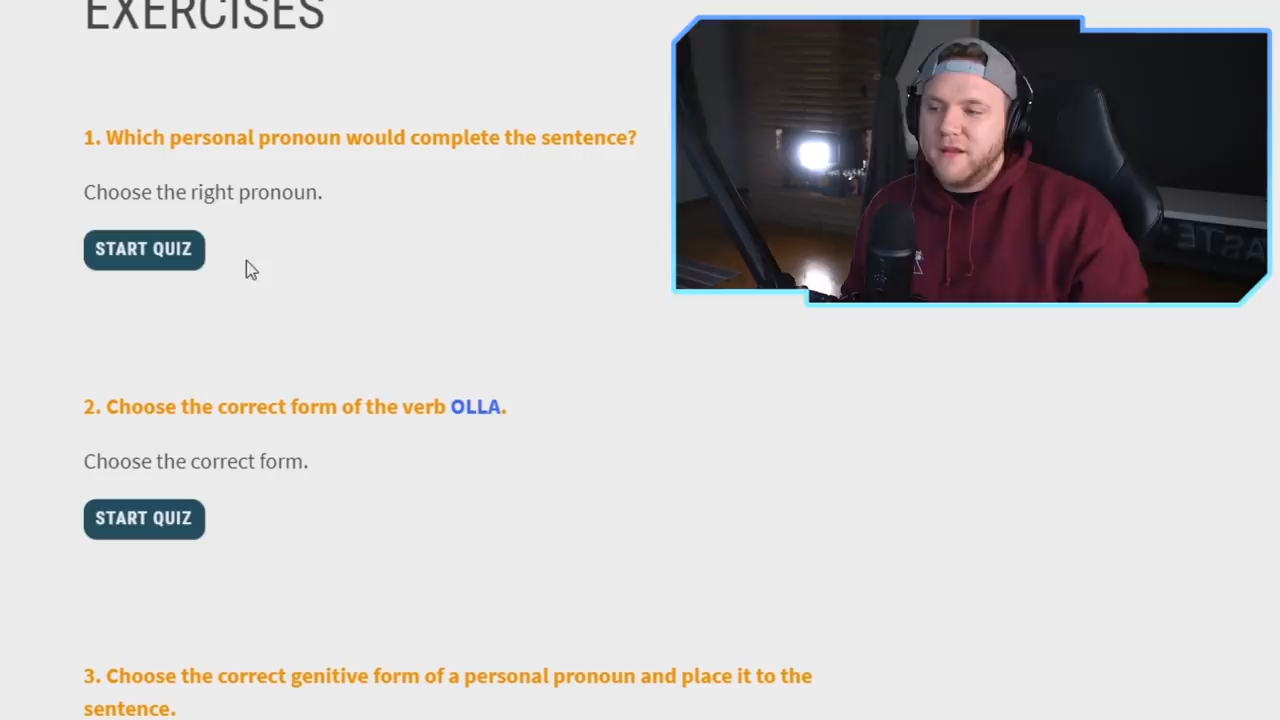 EXERCISES
1. Which personal pronoun would complete the sentence?
Choose the right pronoun.
START QUIZ
2. Choose the correct form of the verb OLLA.
Choose the correct form.
START QUIZ
3. Choose the correct genitive form of a personal pronoun and place it to the
sentence.